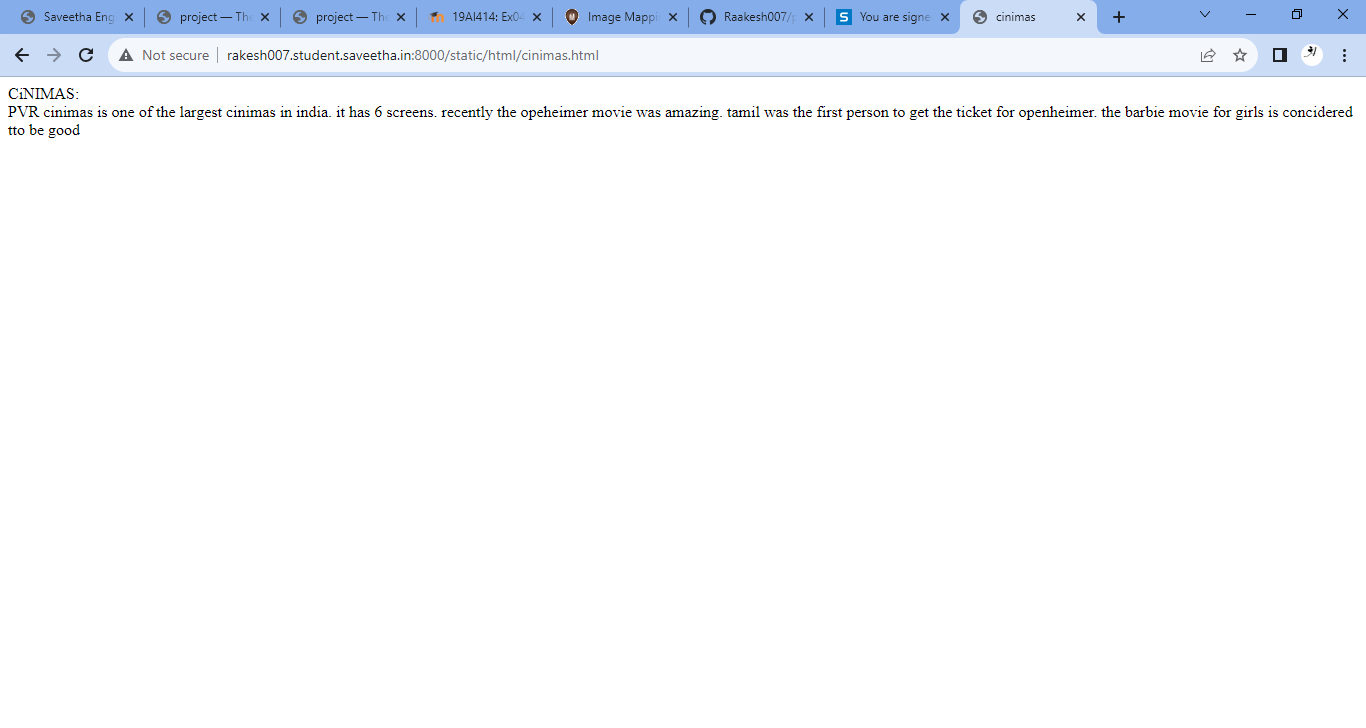 Saveetha Eng
project — Th
project — The
19AI414: Ex04
Image Mappi
Raakesh007/p
S
You are signe
cinimas
Not secure
rakesh007.student.saveetha.in:8000/static/html/cinimas.html
CiNIMAS:
PVR cinimas is one of the largest cinimas in india. it has 6 screens. recently the opeheimer movie was amazing. tamil was the first person to get the ticket for openheimer. the barbie movie for girls is concidered
tto be good